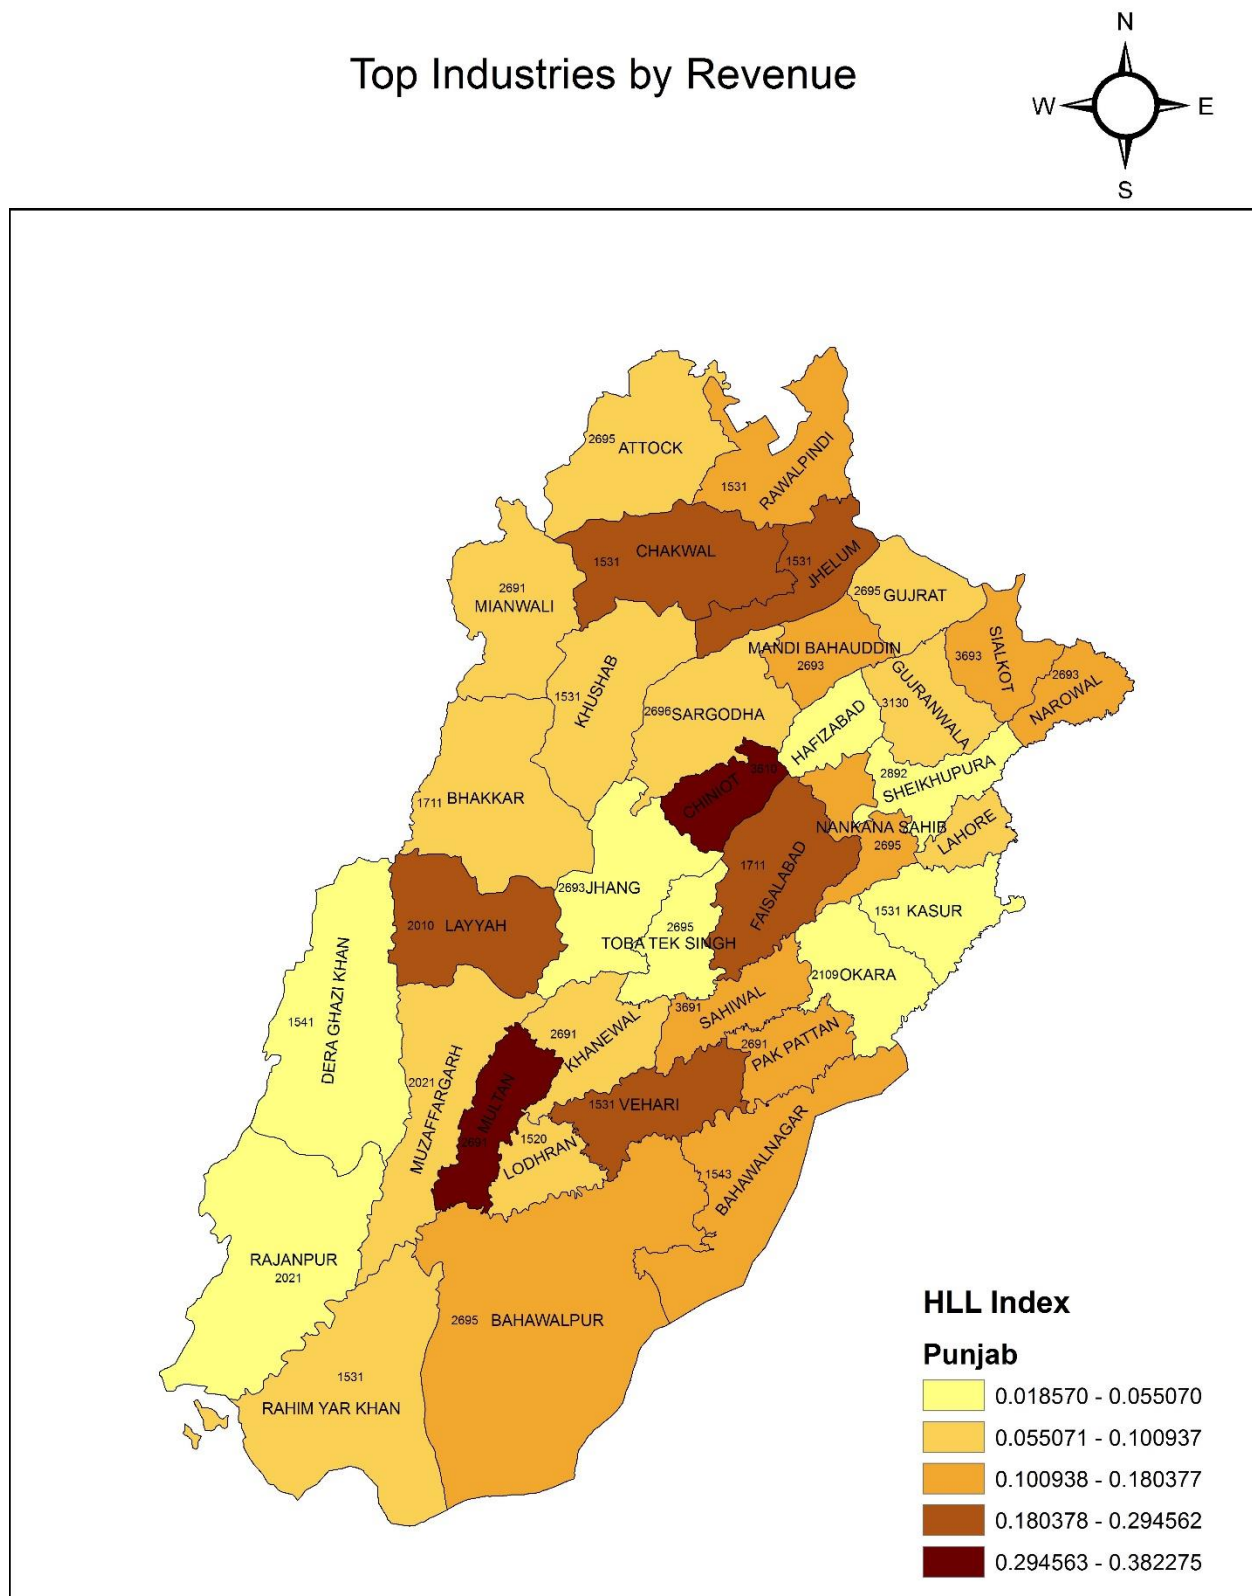 Top Industries by Revenue
N
W
E
S
2695
ATTOCK
1531
RAWALPINDI
1531
CHAKWAL
1531
JHELUM
2691
MIANWALI
2695
GUJRAT
1531
KHUSHAB
MANDI BAHAUDDIN
2693
3693
SIALKOT
2693
NAROWAL
2696
SARGODHA
HAFIZABAD
3130
GUJRANWALA
2892
SHEIKHUPURA
CHINIOT
3610
1711
BHAKKAR
NANKANA SAHIB
2695
LAHORE
1711
FAISALABAD
2693
JHANG
1531
KASUR
2010
LAYYAH
2695
TOBA TEK SINGH
2109
OKARA
1541
DERA GHAZI KHAN
3691
SAHIWAL
2691
KHANEWAL
2691
PAK PATTAN
2021
MUZAFFARGARH
MULTAN
2691
1531
VEHARI
1520
LODHRAN
1543
BAHAWALNAGAR
RAJANPUR
2021
2695
BAHAWALPUR
1531
RAHIM YAR KHAN
HLL Index
Punjab
0.018570 - 0.055070
0.055071 - 0.100937
0.100938 - 0.180377
0.180378 - 0.294562
0.294563 - 0.382275